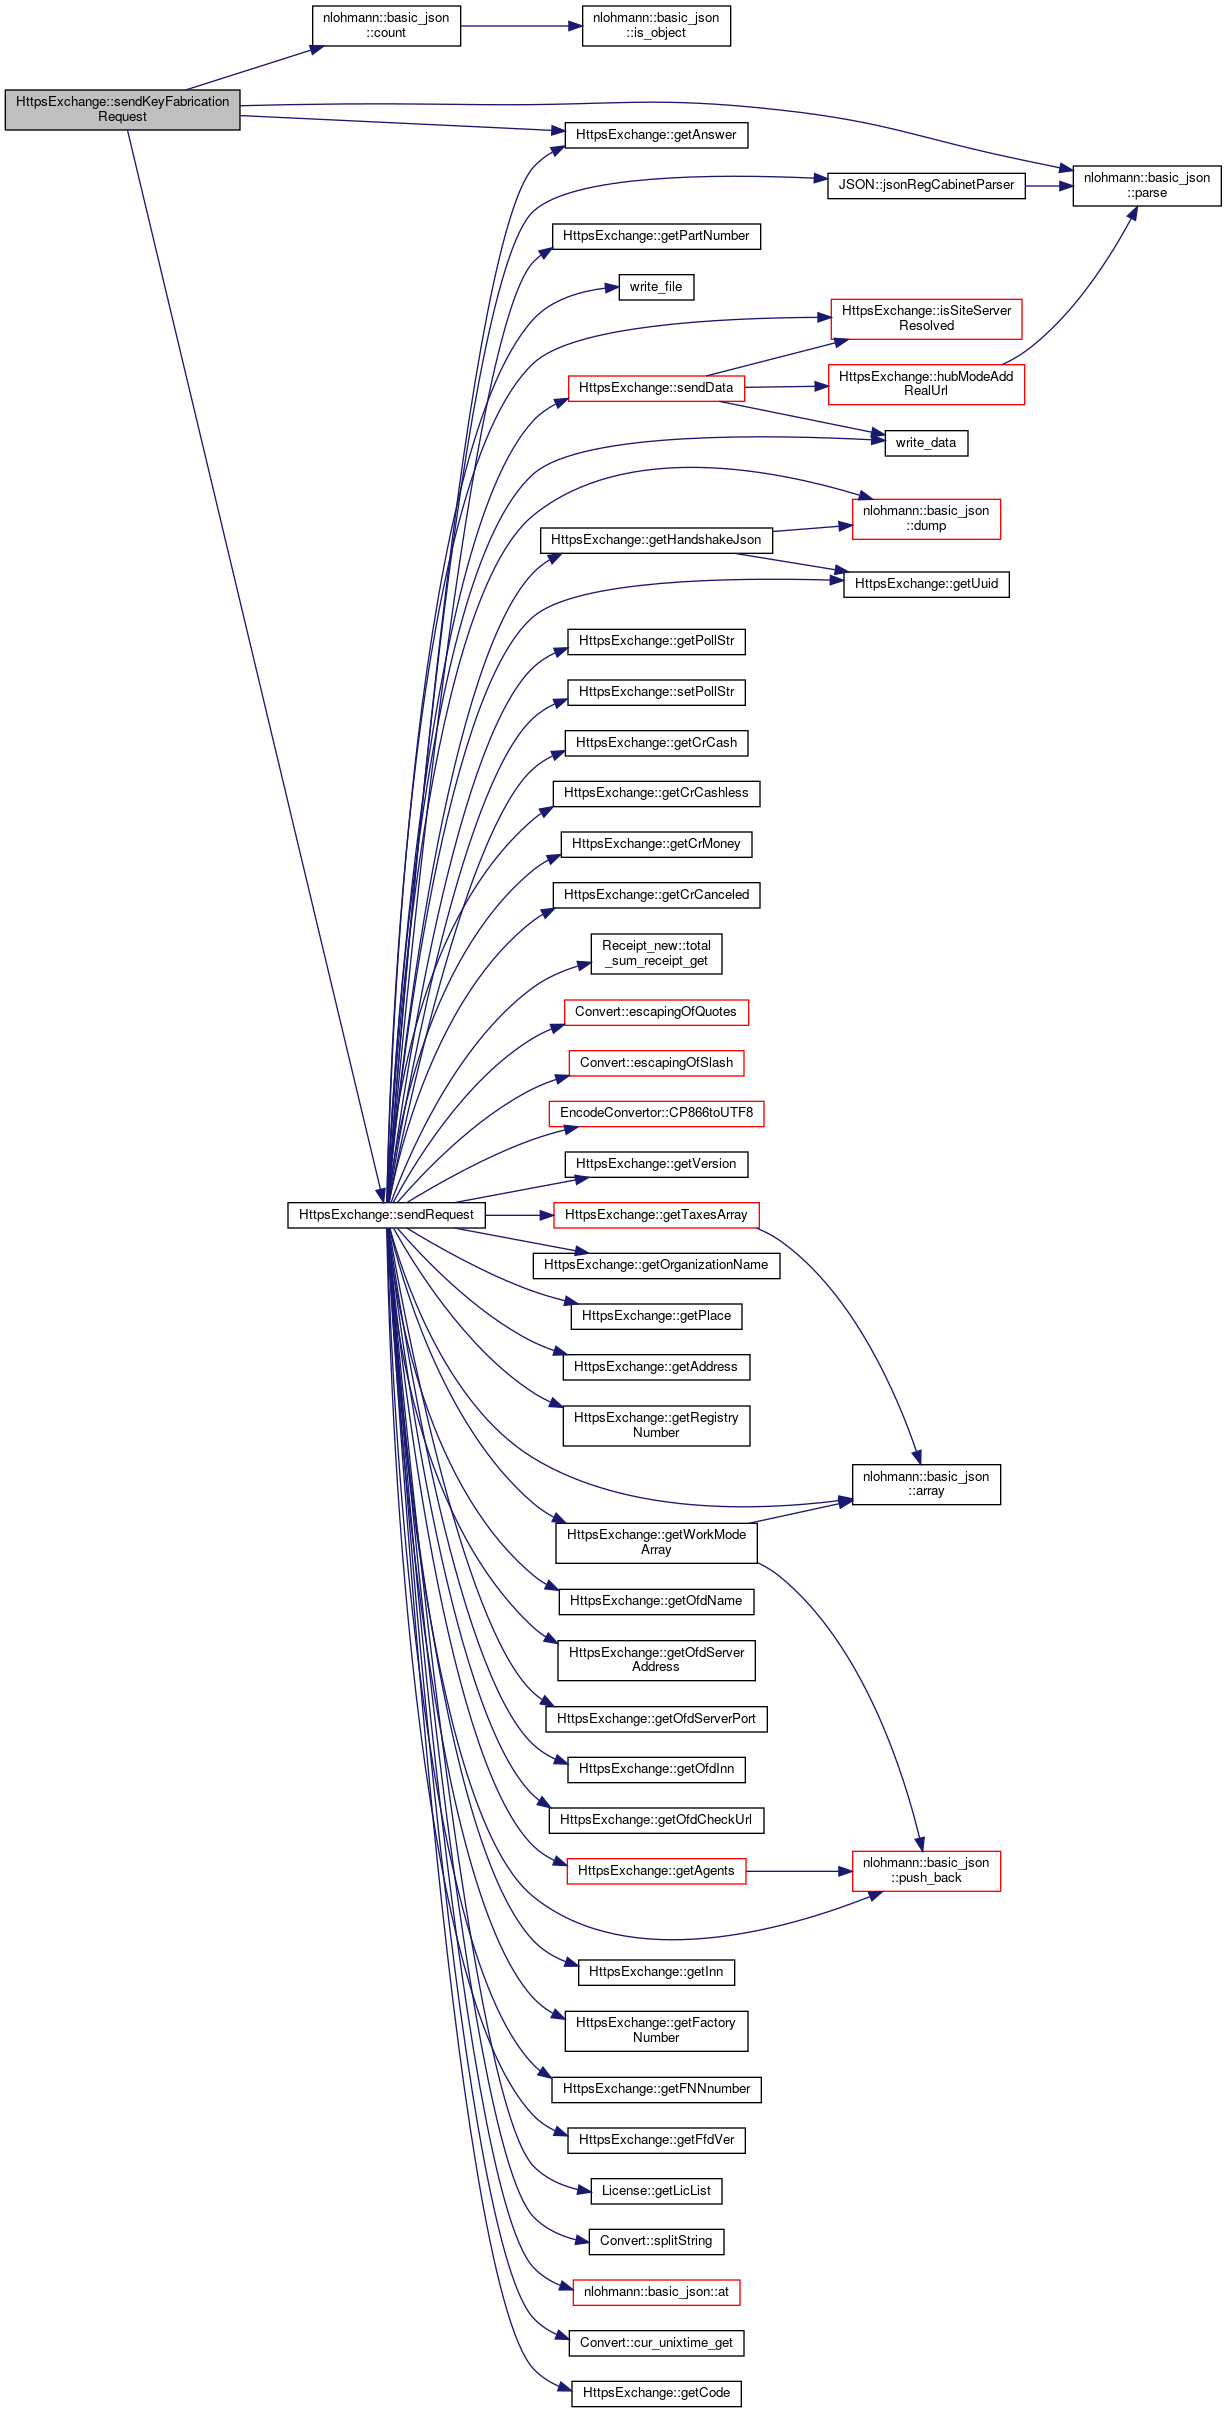 nlohmann::basic_json
::count
nlohmann::basic_json
::is_object
HttpsExchange::sendKeyFabrication
Request
HttpsExchange::getAnswer
JSON::jsonRegCabinetParser
nlohmann::basic_json
::parse
HttpsExchange::getPartNumber
write_file
HttpsExchange::isSiteServer
Resolved
HttpsExchange::sendData
HttpsExchange::hubModeAdd
RealUrl
write_data
nlohmann::basic_json
::dump
HttpsExchange::getHandshakeJson
HttpsExchange::getUuid
HttpsExchange::getPollStr
HttpsExchange::setPollStr
HttpsExchange::getCrCash
HttpsExchange::getCrCashless
HttpsExchange::getCrMoney
HttpsExchange::getCrCanceled
Receipt_new::total
_sum_receipt_get
Convert::escapingOfQuotes
Convert::escapingOfSlash
EncodeConvertor::CP866toUTF8
HttpsExchange::getVersion
HttpsExchange::sendRequest
HttpsExchange::getTaxesArray
HttpsExchange::getOrganizationName
HttpsExchange::getPlace
HttpsExchange::getAddress
HttpsExchange::getRegistry
Number
nlohmann::basic_json
::array
HttpsExchange::getWorkMode
Array
HttpsExchange::getOfdName
HttpsExchange::getOfdServer
Address
HttpsExchange::getOfdServerPort
HttpsExchange::getOfdInn
HttpsExchange::getOfdCheckUrl
HttpsExchange::getAgents
nlohmann::basic_json
::push_back
HttpsExchange::getInn
HttpsExchange::getFactory
Number
HttpsExchange::getFNNnumber
HttpsExchange::getFfdVer
License::getLicList
Convert::splitString
nlohmann::basic_json::at
Convert::cur_unixtime_get
HttpsExchange::getCode